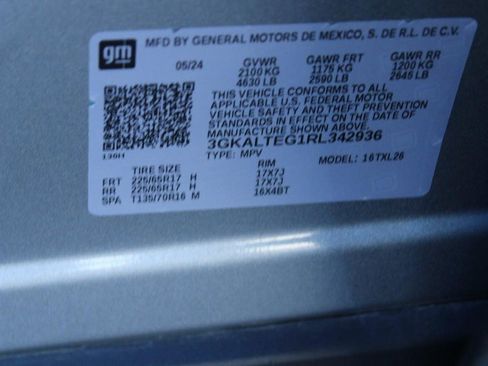 gm
MFD BY GENERAL MOTORS DE MEXICO, S. DE R.L. DE C.V.
05/24 GVWR GAWR FRT GAWR RR
2100 KG 1175 KG 1200 KG
4630 LB 2590 LB 2645 LB
THIS VEHICLE CONFORMS TO ALL
APPLICABLE U.S. FEDERAL MOTOR
VEHICLE SAFETY AND THEFT PREVENTION
STANDARDS IN EFFECT ON THE DATE
OF MANUFACTURE SHOWN ABOVE.
3GKALTEG1RL342936
TYPE: MPV MODEL: 16TXL26
TIRE SIZE RIM
FRT 225/65R17 H 17X7J
RR 225/65R17 H 17X7J
SPA T135/70R16 M 16X4BT